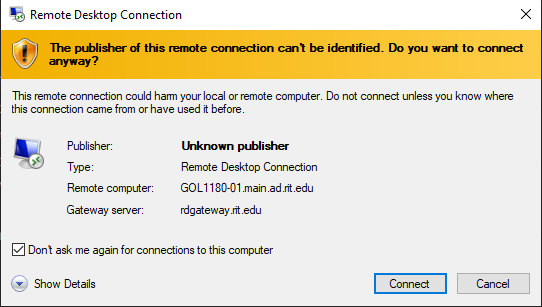 Remote Desktop Connection
The publisher of this remote connection can't be identified. Do you want to connect
anyway?
This remote connection could harm your local or remote computer. Do not connect unless you know where
this connection came from or have used it before.
Publisher: Unknown publisher
Type: Remote Desktop Connection
Remote computer: GOL1180-01.main.ad.rit.edu
Gateway server: rdgateway.rit.edu
Don't ask me again for connections to this computer
Show Details Connect Cancel